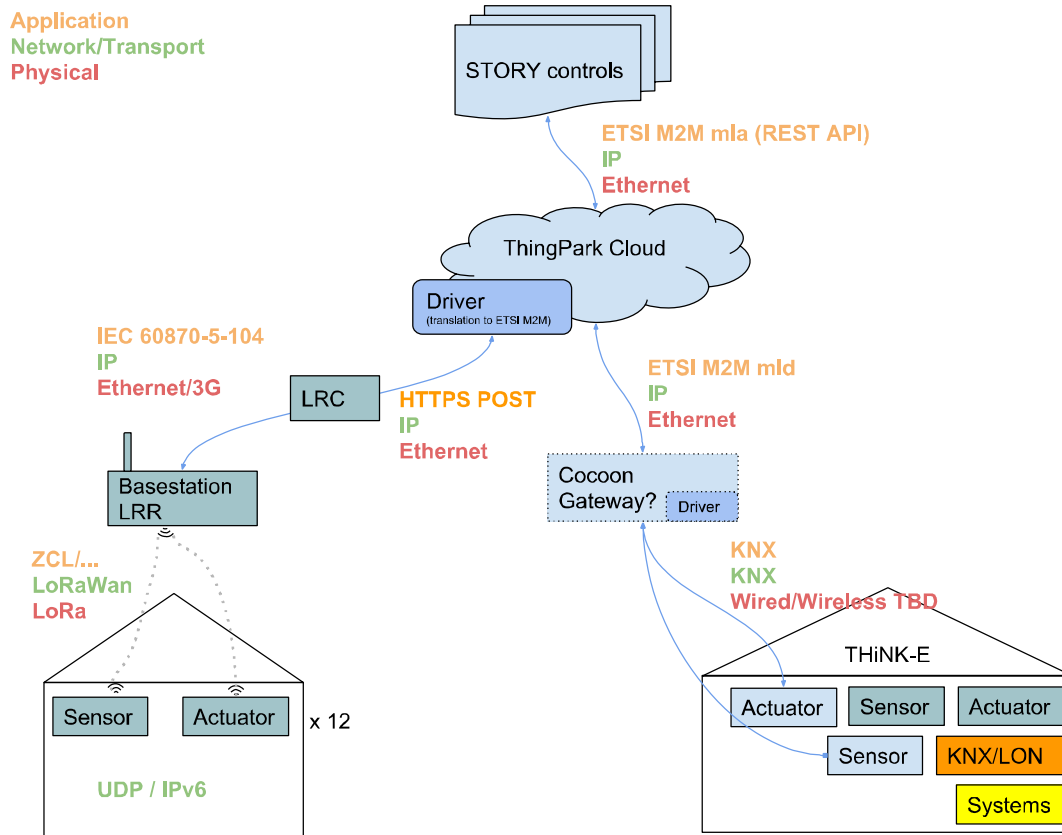 Application
Network/Transport
Physical
STORY controls
ETSI M2M mIa (REST API)
IP
Ethernet
ThingPark Cloud
Driver
(translation to ETSI M2M)
IEC 60870-5-104
IP
Ethernet/3G
LRC
HTTPS POST
IP
Ethernet
ETSI M2M mId
IP
Ethernet
Basestation
LRR
Cocoon
Gateway?
Driver
ZCL/...
LoRaWan
LoRa
KNX
KNX
Wired/Wireless TBD
THiNK-E
Sensor
Actuator
x 12
UDP / IPv6
Actuator
Sensor
Actuator
Sensor
KNX/LON
Systems